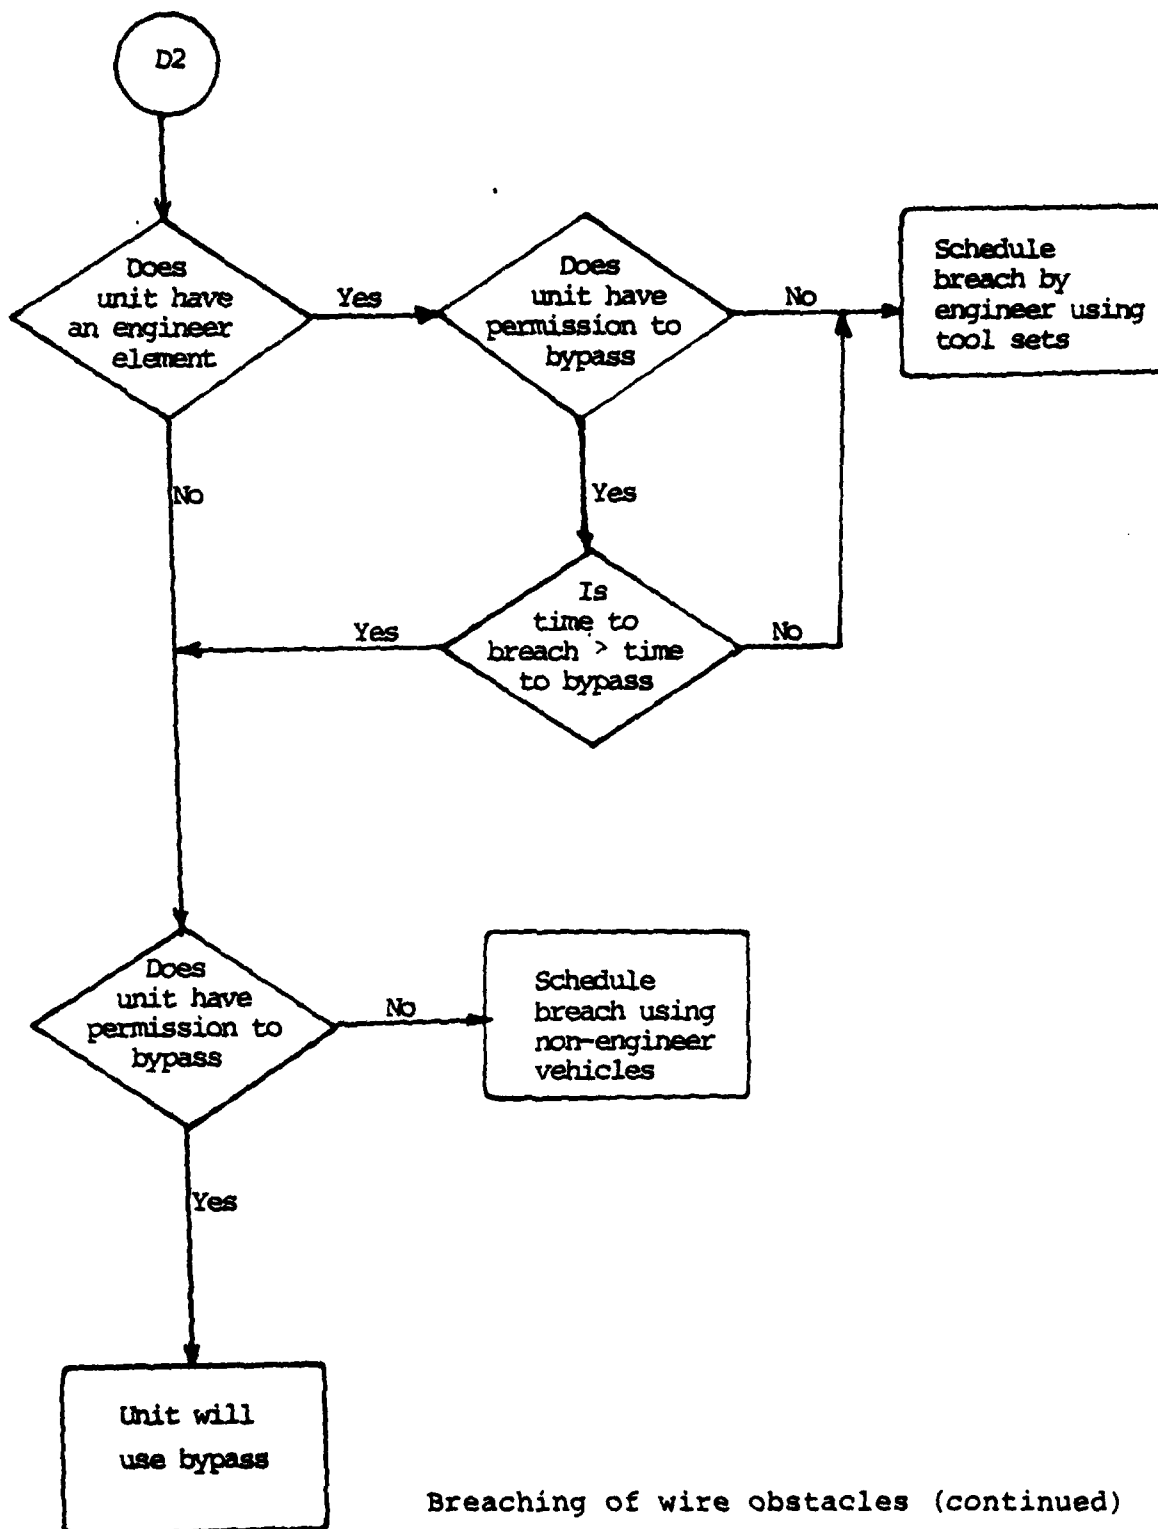 D2
Does
unit have
an engineer
element
Yes
Does
unit have
permission to
bypass
No
Schedule
breach by
engineer using
tool sets
No
Yes
Is
time to
breach > time
to bypass
Yes
No
Does
unit have
permission to
bypass
No
Schedule
breach using
non-engineer
vehicles
Yes
Unit will
use bypass
Breaching of wire obstacles (continued)